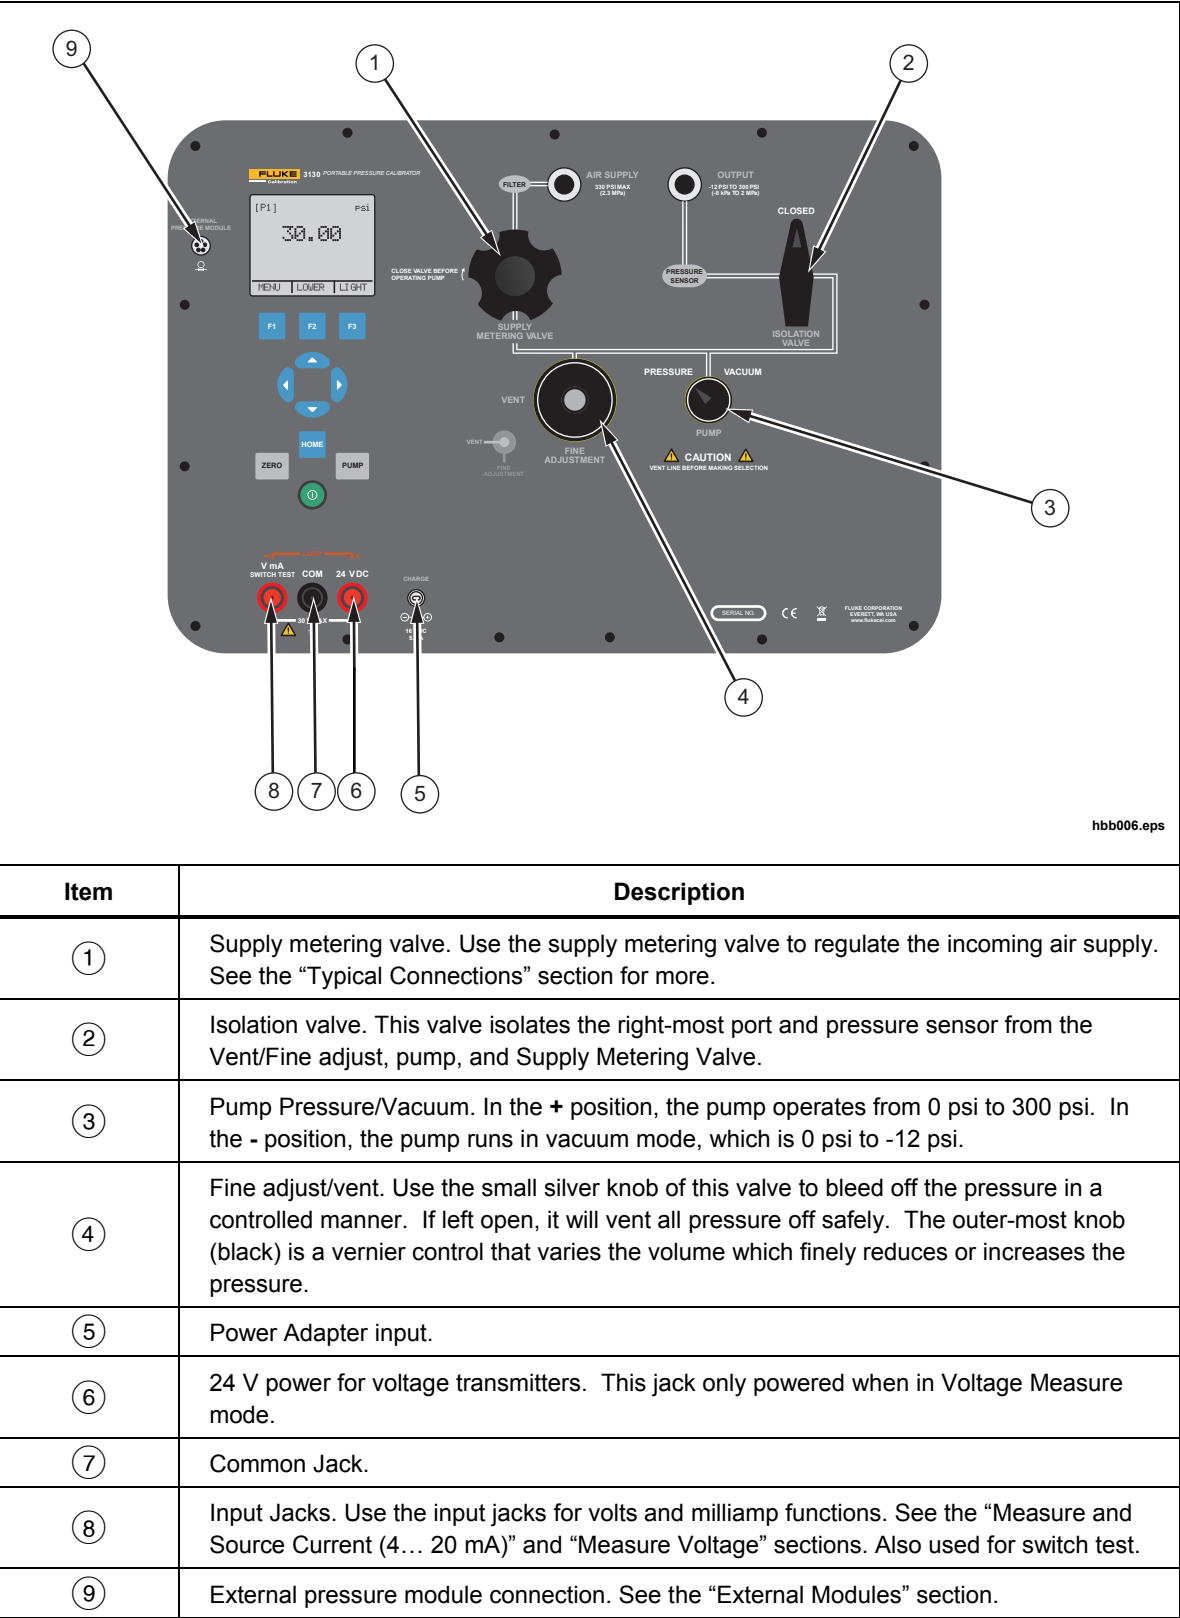 9
1
2
FLUKE
Calibration
3130 PORTABLE PRESSURE CALIBRATOR
[P1] psi
30.00
MENU LOWER LIGHT
PRESSURE MODULE
F1 F2 F3
HOME
ZERO
PUMP
FILTER
AIR SUPPLY
330 PSI MAX
(2.3 MPa)
OUTPUT
-12 PSI TO 300 PSI
(-8 kPa TO 2 MPa)
CLOSED
CLOSE VALVE BEFORE
OPERATING PUMP
PRESSURE
SENSOR
SUPPLY
METERING VALVE
ISOLATION
VALVE
PRESSURE VACUUM
VENT
PUMP
FINE
ADJUSTMENT
VENT
FINE
ADJUSTMENT
CAUTION
VENT LINE BEFORE MAKING SELECTION
3
V mA
SWITCH TEST
COM
24 V DC
CHARGE
SERIAL NO.
CE
FLUKE CORPORATION
EVERETT, WA USA
www.flukecal.com
4
8
7
6
5
hbb006.eps
Item Description
1 Supply metering valve. Use the supply metering valve to regulate the incoming air supply.
See the “Typical Connections” section for more.
2 Isolation valve. This valve isolates the right-most port and pressure sensor from the
Vent/Fine adjust, pump, and Supply Metering Valve.
3 Pump Pressure/Vacuum. In the + position, the pump operates from 0 psi to 300 psi. In
the - position, the pump runs in vacuum mode, which is 0 psi to -12 psi.
4 Fine adjust/vent. Use the small silver knob of this valve to bleed off the pressure in a
controlled manner. If left open, it will vent all pressure off safely. The outer-most knob
(black) is a vernier control that varies the volume which finely reduces or increases the
pressure.
5 Power Adapter input.
6 24 V power for voltage transmitters. This jack only powered when in Voltage Measure
mode.
7 Common Jack.
8 Input Jacks. Use the input jacks for volts and milliamp functions. See the “Measure and
Source Current (4… 20 mA)” and “Measure Voltage” sections. Also used for switch test.
9 External pressure module connection. See the “External Modules” section.